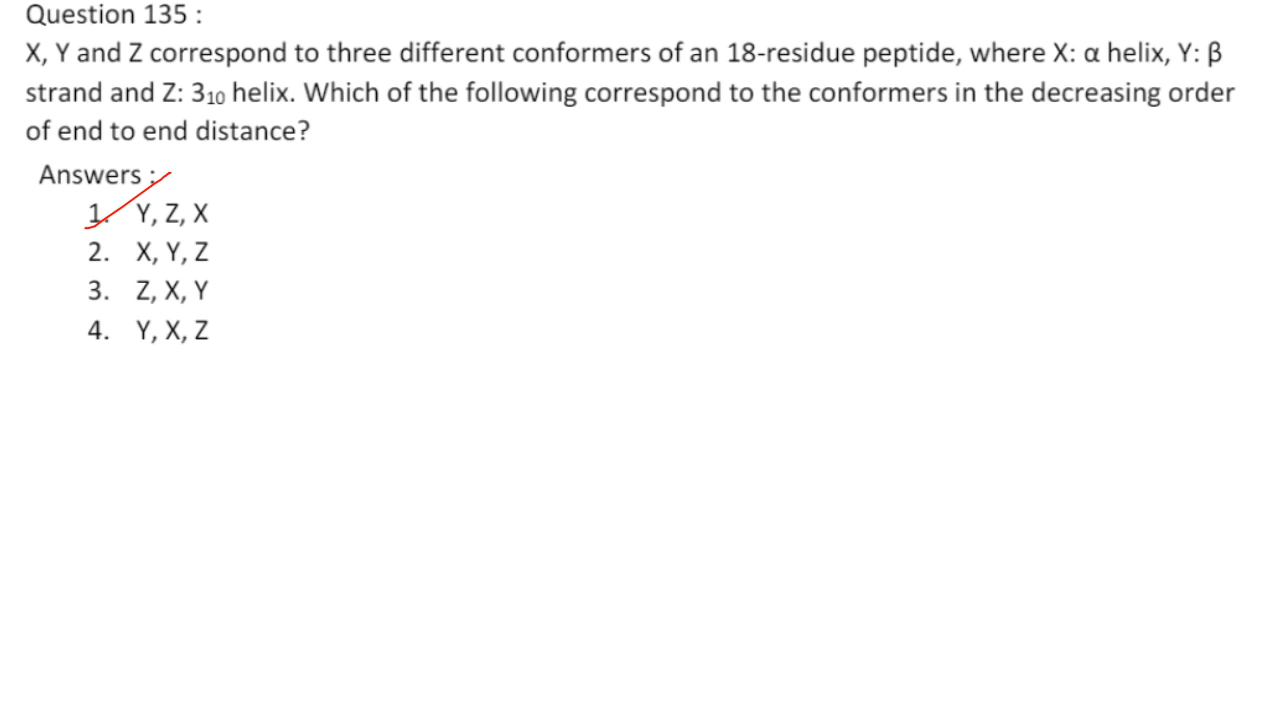 Question 135 :
X, Y and Z correspond to three different conformers of an 18-residue peptide, where X: α helix, Y: β
strand and Z: 3₁₀ helix. Which of the following correspond to the conformers in the decreasing order
of end to end distance?
Answers :
1. Y, Z, X
2. X, Y, Z
3. Z, X, Y
4. Y, X, Z